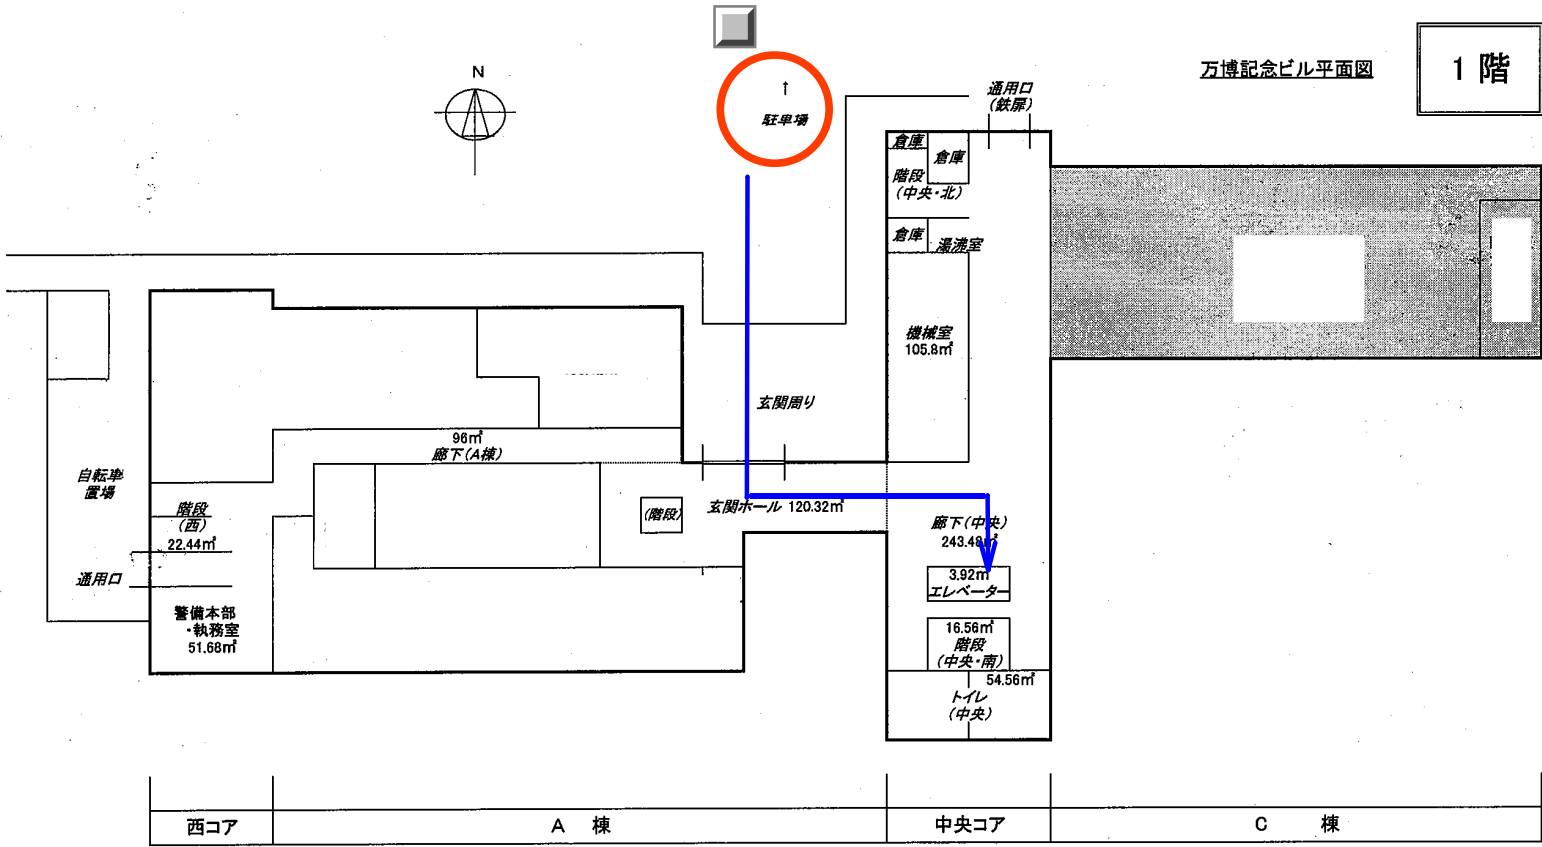 万博記念ビル平面図
1 階
N
↑
駐車場
通用口
(鉄扉)
倉庫
倉庫
階段
(中央・北)
倉庫
湯沸室
機械室
105.8㎡
玄関周り
96㎡
廊下(A棟)
自転車
置場
階段
(西)
22.44㎡
通用口
警備本部
・執務室
51.68㎡
(階段)
玄関ホール 120.32㎡
廊下(中央)
243.48㎡
3.92㎡
エレベーター
16.56㎡
階段
(中央・南)
54.56㎡
トイレ
(中央)
西コア
A 棟
中央コア
C 棟